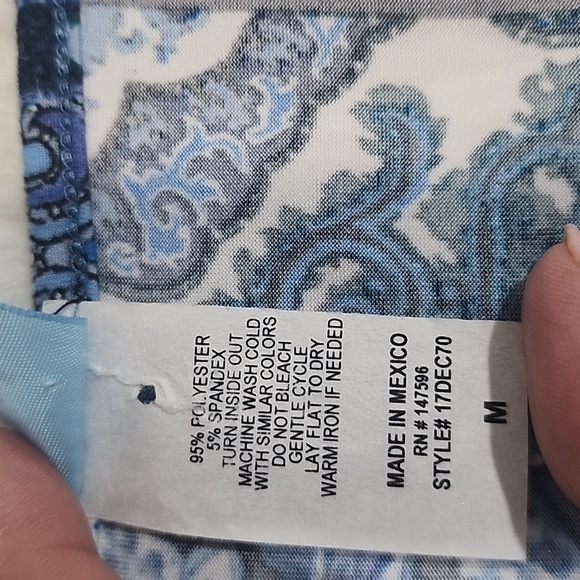 95% POLYESTER
5% SPANDEX
TURN INSIDE OUT
MACHINE WASH COLD
WITH SIMILAR COLORS
DO NOT BLEACH
GENTLE CYCLE
LAY FLAT TO DRY
WARM IRON IF NEEDED
MADE IN MEXICO
RN # 147596
STYLE# 17DEC70
M